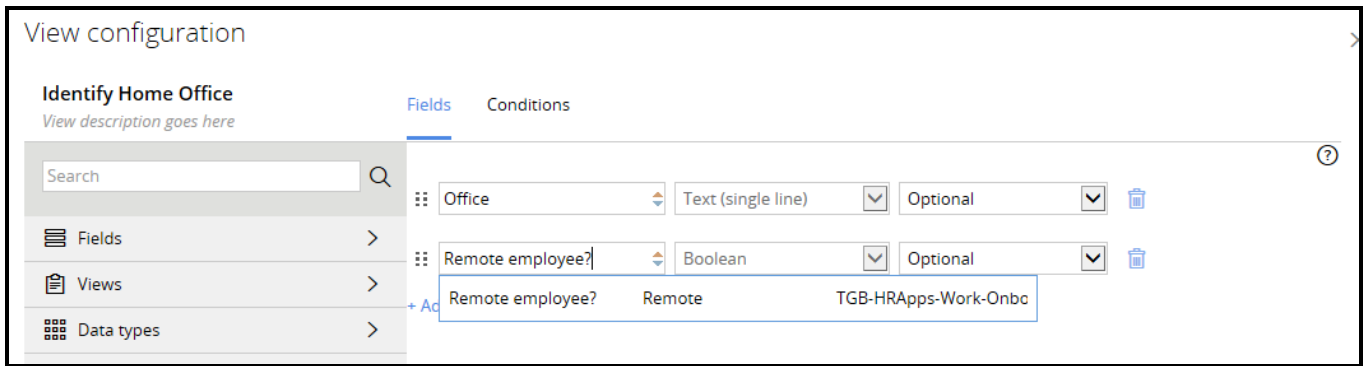 View configuration
Identify Home Office
View description goes here
Fields Conditions
Search
Office Text (single line) Optional
Fields
Remote employee? Boolean Optional
Views
Remote employee? Remote TGB-HRApps-Work-Onbo
+ Ad
Data types